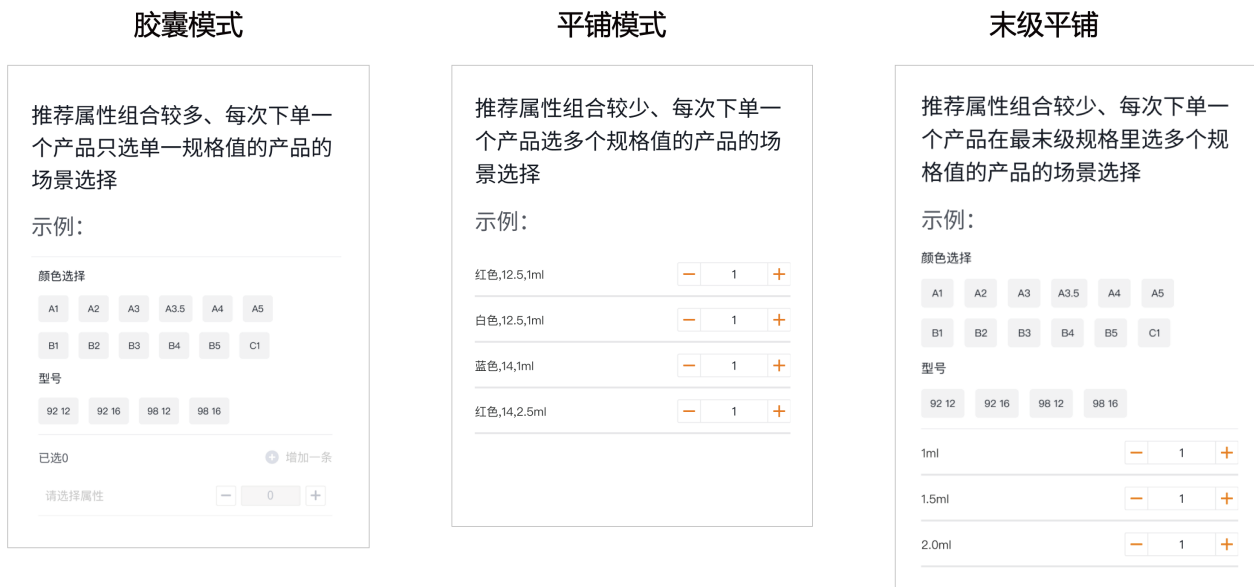 胶囊模式
推荐属性组合较多、每次下单一
个产品只选单一规格值的产品的
场景选择
示例：
颜色选择
A1 A2 A3 A3.5 A4 A5
B1 B2 B3 B4 B5 C1
型号
92 12 92 16 98 12 98 16
已选0 增加一条
请选择属性 − 0 +
平铺模式
推荐属性组合较少、每次下单一
个产品选多个规格值的产品的场
景选择
示例：
红色,12.5,1ml − 1 +
白色,12.5,1ml − 1 +
蓝色,14,1ml − 1 +
红色,14,2.5ml − 1 +
末级平铺
推荐属性组合较少、每次下单一
个产品在最末级规格里选多个规
格值的产品的场景选择
示例：
颜色选择
A1 A2 A3 A3.5 A4 A5
B1 B2 B3 B4 B5 C1
型号
92 12 92 16 98 12 98 16
1ml − 1 +
1.5ml − 1 +
2.0ml − 1 +